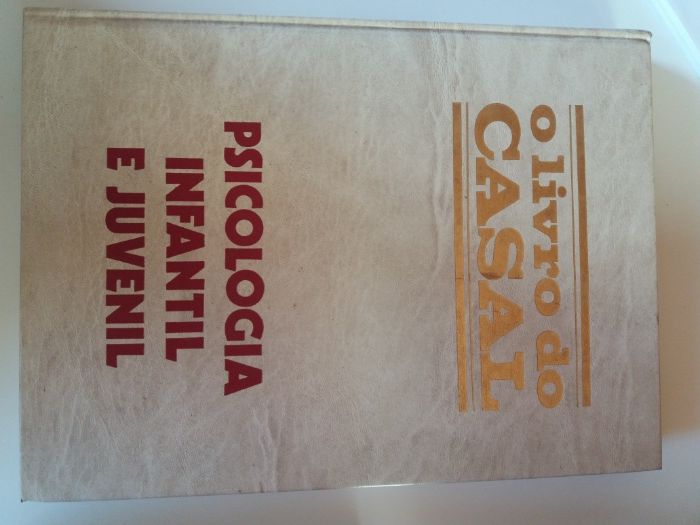 o livro do
CASAL
PSICOLOGIA
INFANTIL
E JUVENIL